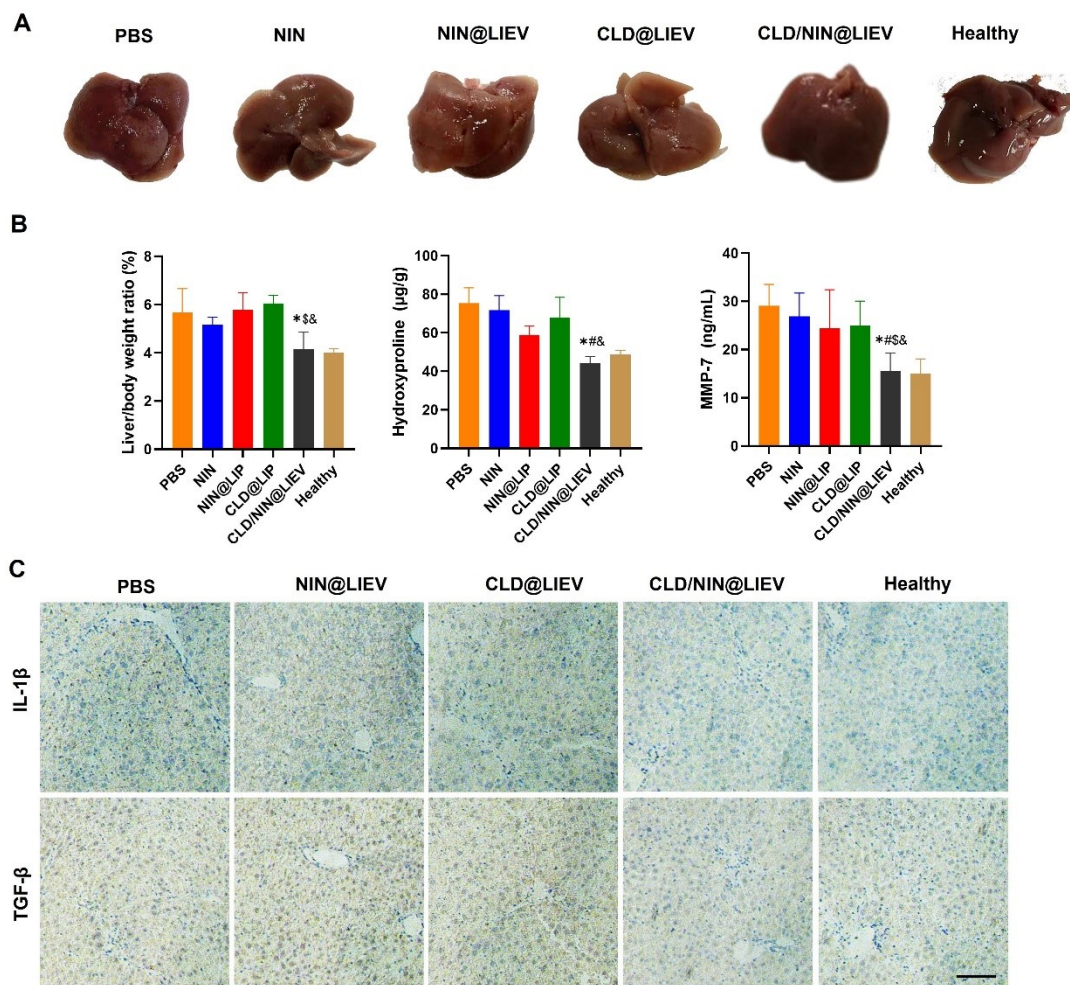 A
PBS NIN NIN@LIEV CLD@LIEV CLD/NIN@LIEV Healthy
B
Liver/body weight ratio (%)
8
6
4
2
0
*$&
PBS NIN NIN@LIP CLD@LIP CLD/NIN@LIEV Healthy
Hydroxyproline (µg/g)
100
80
60
40
20
0
*#&
PBS NIN NIN@LIP CLD@LIP CLD/NIN@LIEV Healthy
MMP-7 (ng/mL)
40
30
20
10
0
*#$&
PBS NIN NIN@LIP CLD@LIP CLD/NIN@LIEV Healthy
C
PBS NIN@LIEV CLD@LIEV CLD/NIN@LIEV Healthy
IL-1β
TGF-β